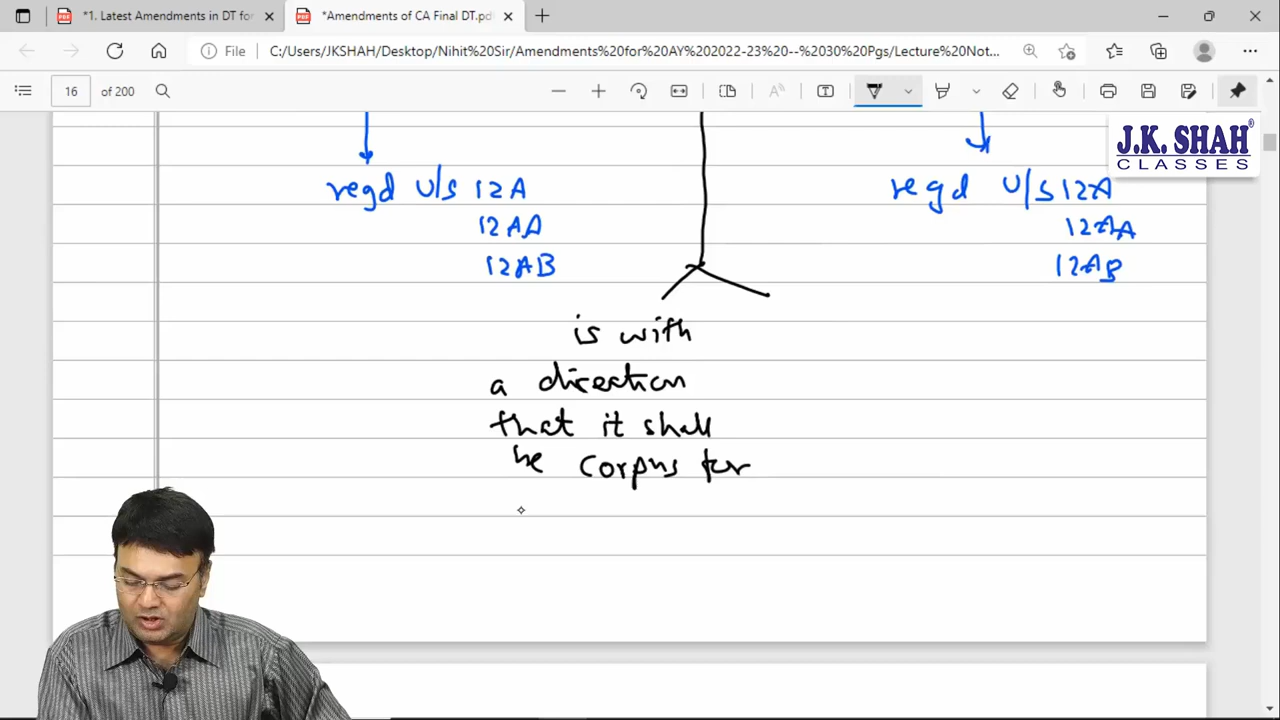 *1. Latest Amendments in DT for
*Amendments of CA Final DT.pd
File
C:/Users/JKSHAH/Desktop/Nihit%20Sir/Amendments%20for%20AY%202022-23%20--%2030%20Pgs/Lecture%20Not...
16 of 200
J.K. SHAH®
CLASSES
regd U/S 12A
12AA
12AB
regd U/S 12A
12AA
12AB
is with
a direction
that it shall
be Corpus for